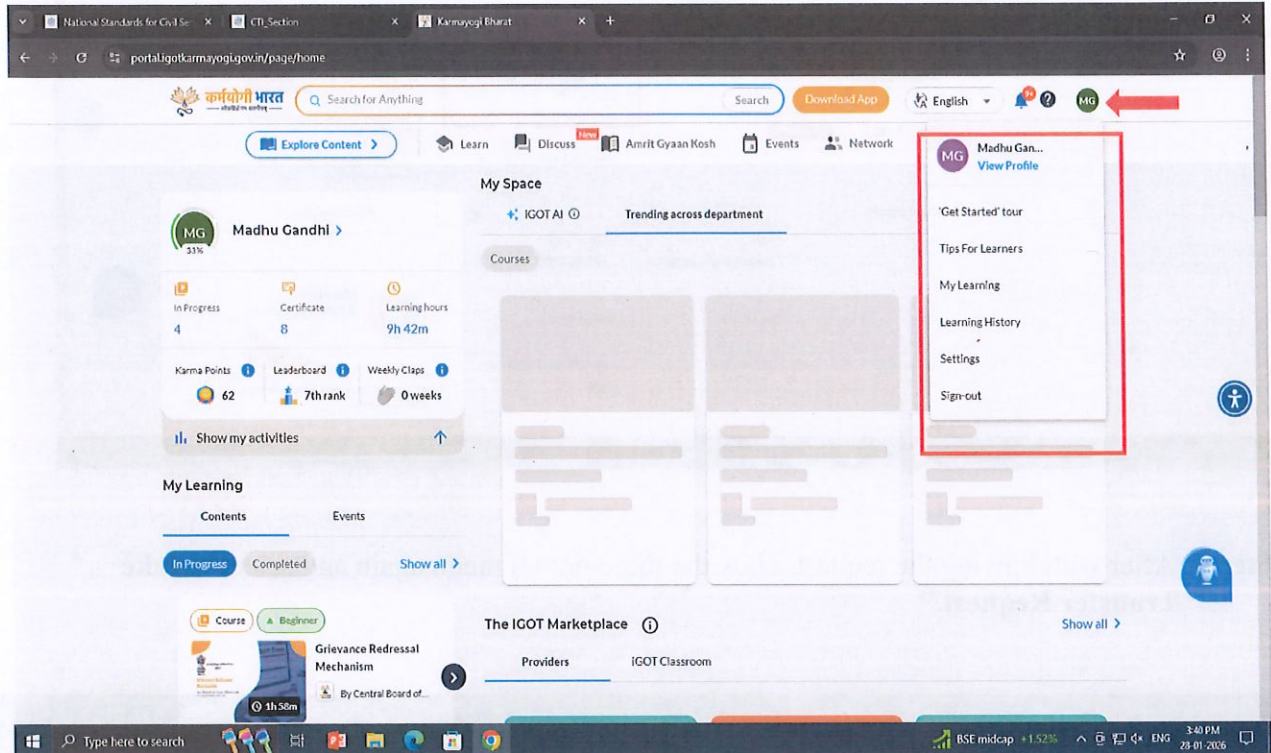 National Standards for Civil Se
CTI_Section
Karmayogi Bharat
portal.igotkarmayogi.gov.in/page/home
कर्मयोगी भारत
Search for Anything
Search
Download App
English
9+
MG
Explore Content
Learn
Discuss
New
Amrit Gyaan Kosh
Events
Network
MG
Madhu Gan...
View Profile
'Get Started' tour
Tips For Learners
My Learning
Learning History
Settings
Sign-out
MG
33%
Madhu Gandhi
In Progress
4
Certificate
8
Learning hours
9h 42m
Karma Points
62
Leaderboard
7th rank
Weekly Claps
0 weeks
Show my activities
My Learning
Contents
Events
In Progress
Completed
Show all
Course
Beginner
Grievance Redressal
Mechanism
By Central Board of...
1h 58m
My Space
IGOT AI
Trending across department
Courses
The IGOT Marketplace
Show all
Providers
iGOT Classroom
Type here to search
BSE midcap +1.52%
ENG
3:40 PM
28-01-2026